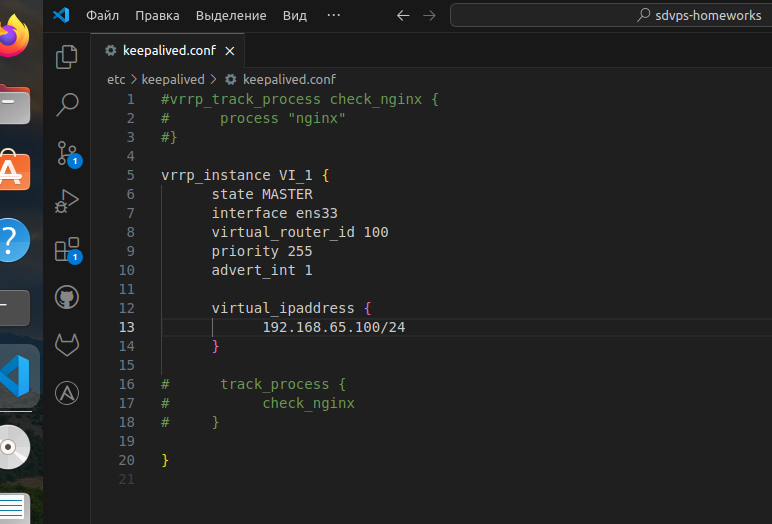 Файл Правка Выделение Вид ··· ← → sdvps-homeworks
keepalived.conf ×
etc > keepalived > keepalived.conf
1 #vrrp_track_process check_nginx {
2 #      process "nginx"
3 #}
4
5 vrrp_instance VI_1 {
6       state MASTER
7       interface ens33
8       virtual_router_id 100
9       priority 255
10       advert_int 1
11
12       virtual_ipaddress {
13             192.168.65.100/24
14       }
15
16 #      track_process {
17 #           check_nginx
18 #     }
19
20 }
21
1
1